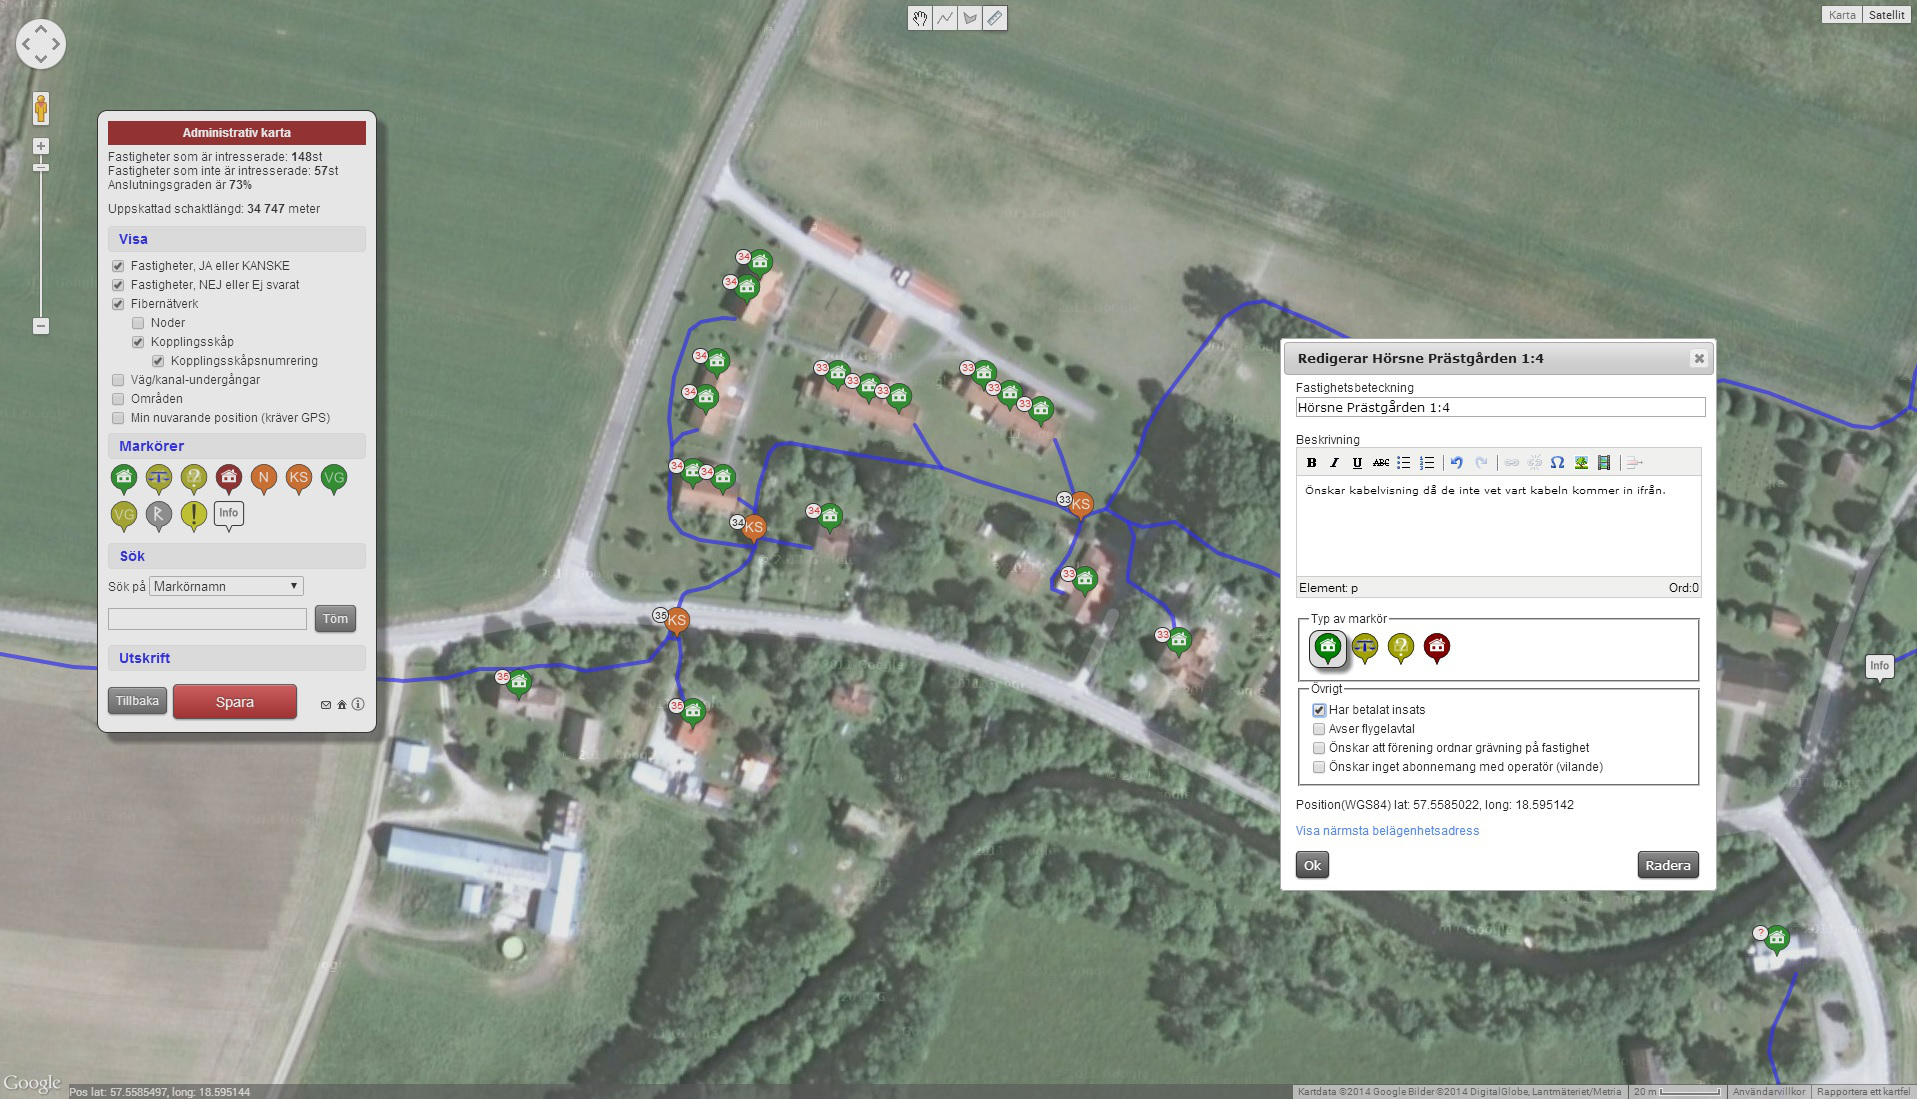 Karta Satellit
Administrativ karta
Fastigheter som är intresserade: 148st
Fastigheter som inte är intresserade: 57st
Anslutningsgraden är 73%
Uppskattad schaktlängd: 34 747 meter
Visa
Fastigheter, JA eller KANSKE
Fastigheter, NEJ eller Ej svarat
Fibernätverk
Noder
Kopplingsskåp
Kopplingsskåpsnumrering
Väg/kanal-undergångar
Områden
Min nuvarande position (kräver GPS)
Markörer
? N KS VG
VG R ! Info
Sök
Sök på Markörnamn
Töm
Utskrift
Tillbaka Spara
34
34
34
34
34 34
34
34 KS
33 33 33
33 33 33
33 KS
33
33
35 KS
35
35
Redigerar Hörsne Prästgården 1:4
Fastighetsbeteckning
Hörsne Prästgården 1:4
Beskrivning
B I U ABC Ω
Önskar kabelvisning då de inte vet vart kabeln kommer in ifrån.
Element: p Ord:0
Typ av markör
?
Övrigt
Har betalat insats
Avser flygelavtal
Önskar att förening ordnar grävning på fastighet
Önskar inget abonnemang med operatör (vilande)
Position(WGS84) lat: 57.5585022, long: 18.595142
Visa närmsta belägenhetsadress
Ok Radera
Info
?
Google Pos lat: 57.5585497, long: 18.595144
Kartdata ©2014 Google Bilder ©2014 DigitalGlobe, Lantmäteriet/Metria 20 m Användarvillkor Rapportera ett kartfel